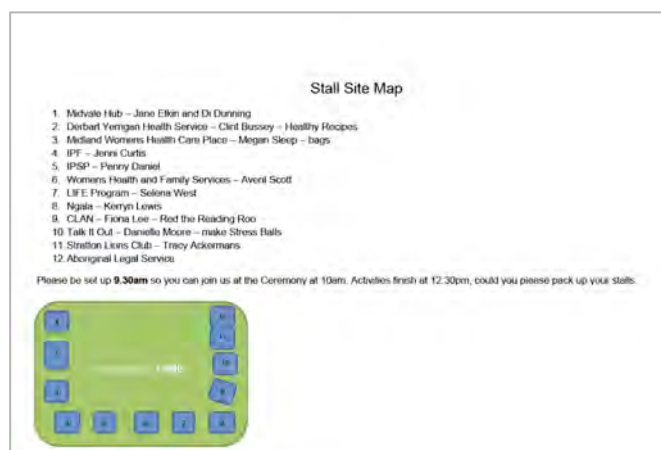 Stall Site Map
1. Midvale Hub – Jane Elkin and Di Dunning
2. Derbarl Yerrigan Health Service – Clint Bussey – Healthy Recipes
3. Midland Womens Health Care Place – Megan Sleep – bags
4. IPF – Jenni Curtis
5. IPSP – Penny Daniel
6. Womens Health and Family Services – Averil Scott
7. LIFE Program – Selena West
8. Ngala – Kerryn Lewis
9. CLAN – Fiona Lee – Red the Reading Roo
10. Talk It Out – Danielle Moore – make Stress Balls
11. Stratton Lions Club – Tracy Ackermans
12. Aboriginal Legal Service
Please be set up 9.30am so you can join us at the Ceremony at 10am. Activities finish at 12:30pm, could you please pack up your stalls.